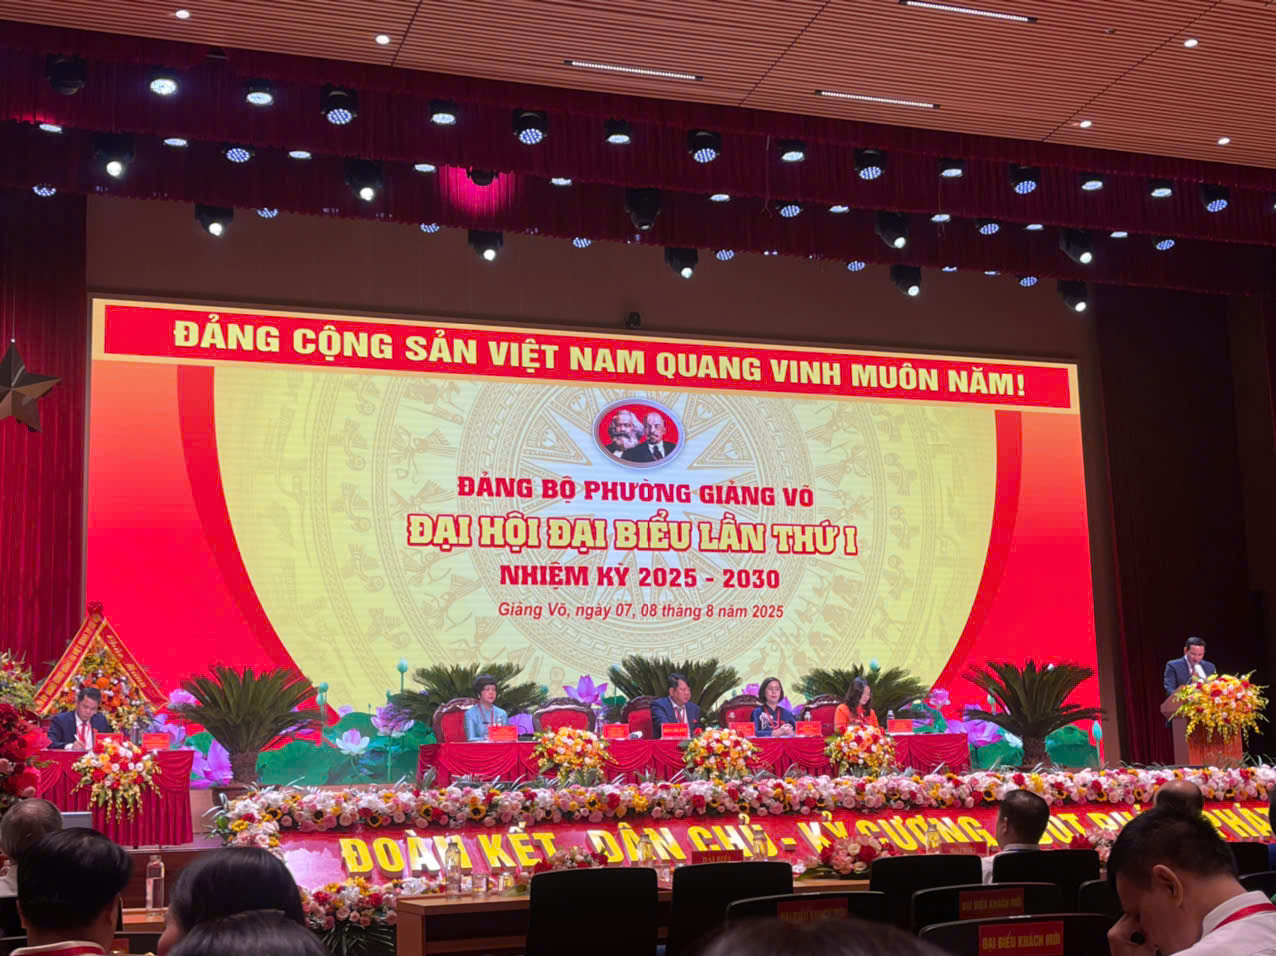 ĐẢNG CỘNG SẢN VIỆT NAM QUANG VINH MUÔN NĂM!
ĐẢNG BỘ PHƯỜNG GIẢNG VÕ
ĐẠI HỘI ĐẠI BIỂU LẦN THỨ I
NHIỆM KỲ 2025 - 2030
Giảng Võ, ngày 07, 08 tháng 8 năm 2025
ĐOÀN KẾT - DÂN CHỦ - KỶ CƯƠNG -
ĐẠI BIỂU KHÁCH MỜI
ĐẠI BIỂU KHÁCH MỜI